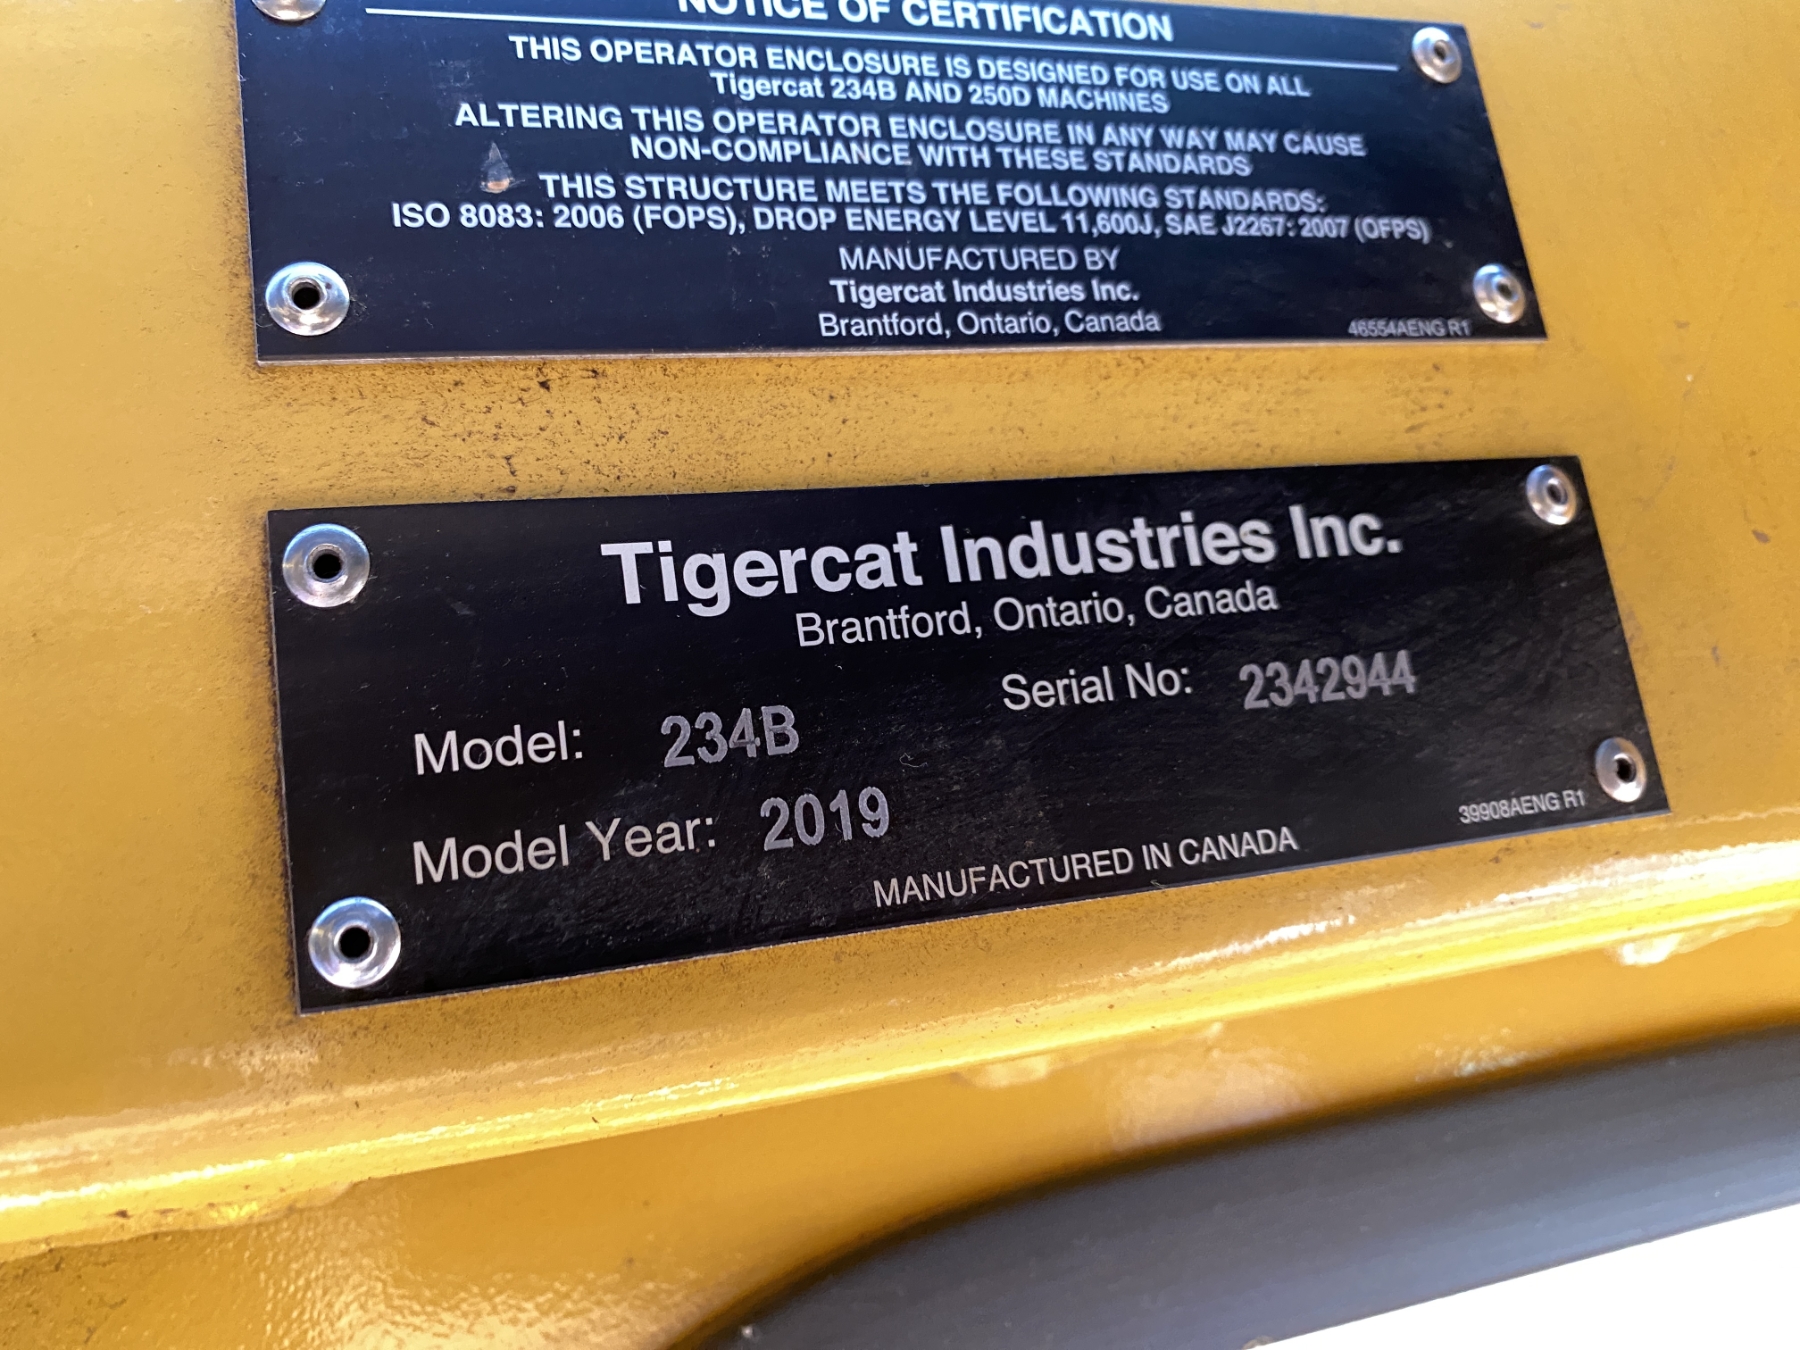 NOTICE OF CERTIFICATION
THIS OPERATOR ENCLOSURE IS DESIGNED FOR USE ON ALL
Tigercat 234B AND 250D MACHINES
ALTERING THIS OPERATOR ENCLOSURE IN ANY WAY MAY CAUSE
NON-COMPLIANCE WITH THESE STANDARDS
THIS STRUCTURE MEETS THE FOLLOWING STANDARDS:
ISO 8083: 2006 (FOPS), DROP ENERGY LEVEL 11,600J, SAE J2267: 2007 (OFPS)
MANUFACTURED BY
Tigercat Industries Inc.
Brantford, Ontario, Canada
46554AENG R1
Tigercat Industries Inc.
Brantford, Ontario, Canada
Model: 234B Serial No: 2342944
Model Year: 2019
MANUFACTURED IN CANADA
39908AENG R1